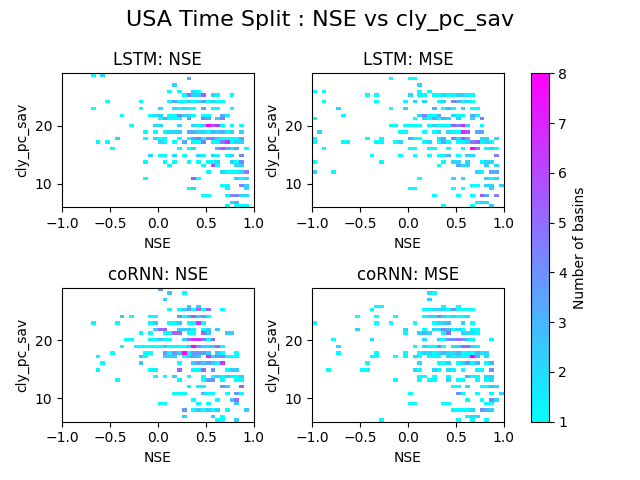 USA Time Split : NSE vs cly_pc_sav
LSTM: NSE
LSTM: MSE
cly_pc_sav
20
10
−1.0 −0.5 0.0 0.5 1.0
NSE
cly_pc_sav
20
10
−1.0 −0.5 0.0 0.5 1.0
NSE
coRNN: NSE
coRNN: MSE
cly_pc_sav
20
10
−1.0 −0.5 0.0 0.5 1.0
NSE
cly_pc_sav
20
10
−1.0 −0.5 0.0 0.5 1.0
NSE
8
7
6
5
4
3
2
1
Number of basins